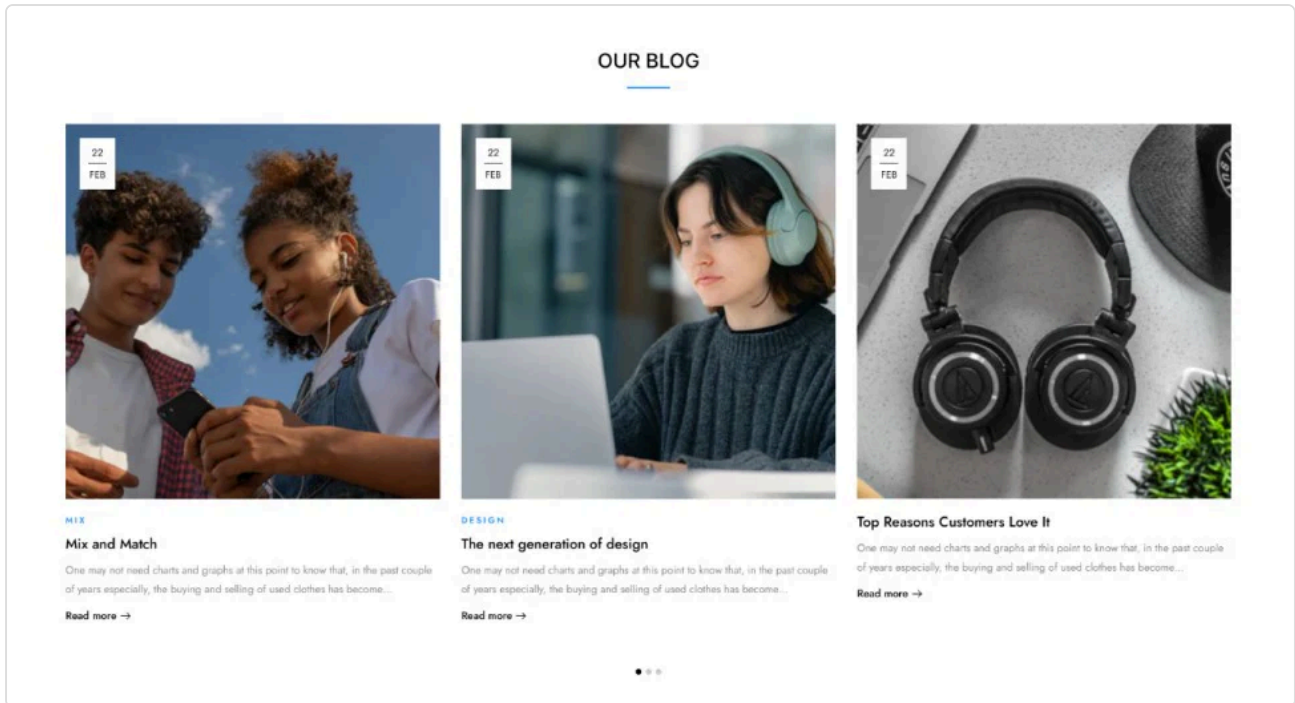 OUR BLOG
22
FEB
22
FEB
22
FEB
MIX
Mix and Match
One may not need charts and graphs at this point to know that, in the past couple
of years especially, the buying and selling of used clothes has become...
Read more →
DESIGN
The next generation of design
One may not need charts and graphs at this point to know that, in the past couple
of years especially, the buying and selling of used clothes has become...
Read more →
Top Reasons Customers Love It
One may not need charts and graphs at this point to know that, in the past couple
of years especially, the buying and selling of used clothes has become...
Read more →